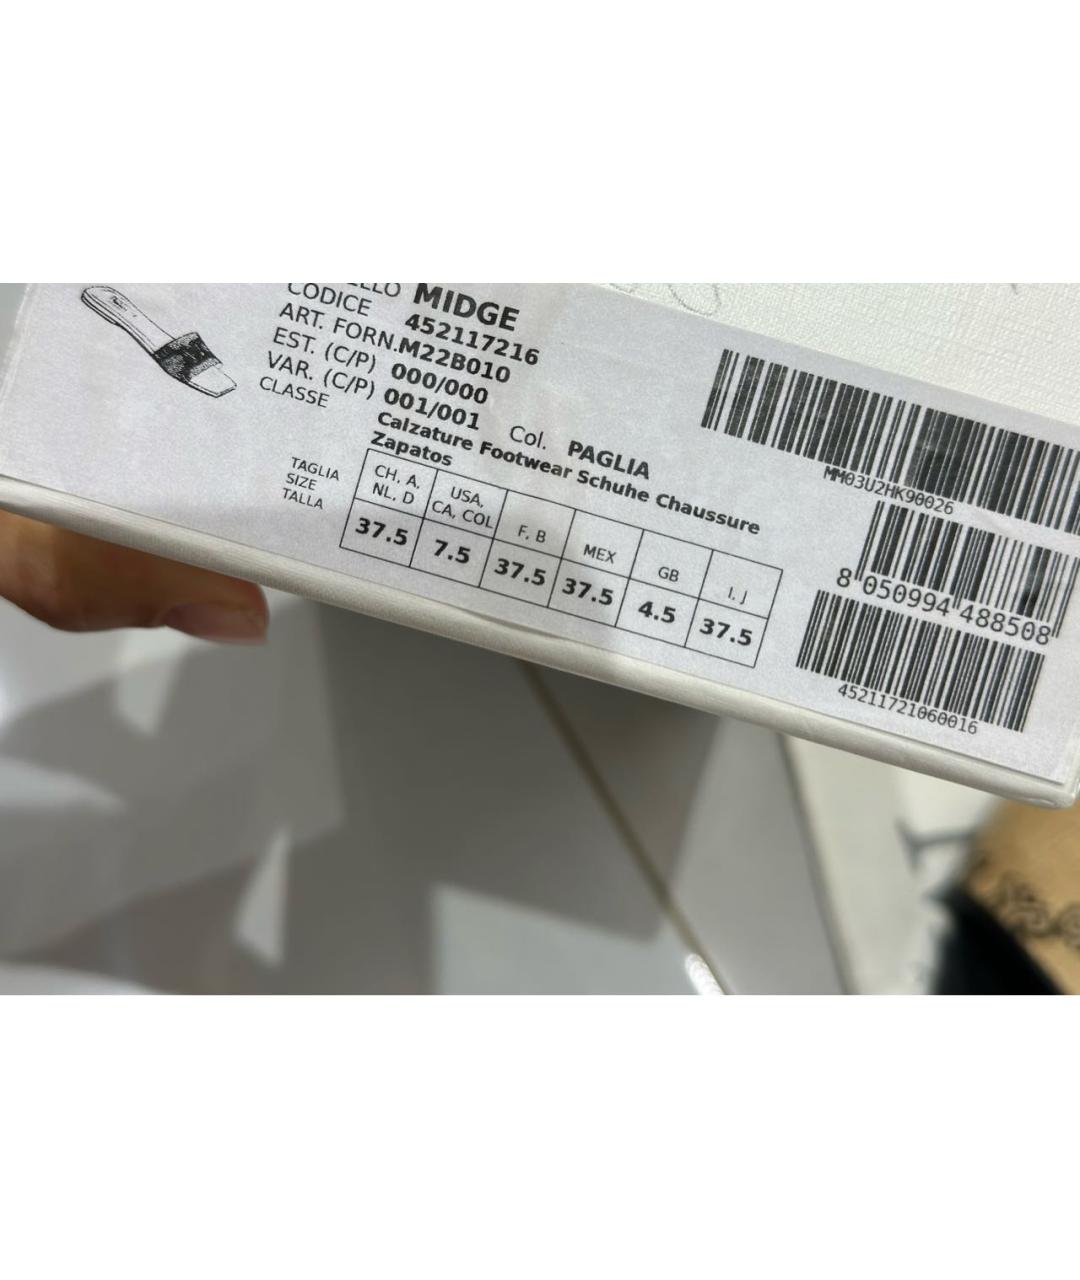 ELLO MIDGE
CODICE 452117216
ART. FORN. M22B010
EST. (C/P) 000/000
VAR. (C/P) 001/001 Col. PAGLIA
CLASSE Calzature Footwear Schuhe Chaussure
Zapatos
TAGLIA
SIZE
TALLA
CH, A,
NL, D
USA,
CA, COL
F, B
MEX
GB
I, J
37.5 7.5 37.5 37.5 4.5 37.5
MM03U2HK90026
8 050994 488508
45211721060016